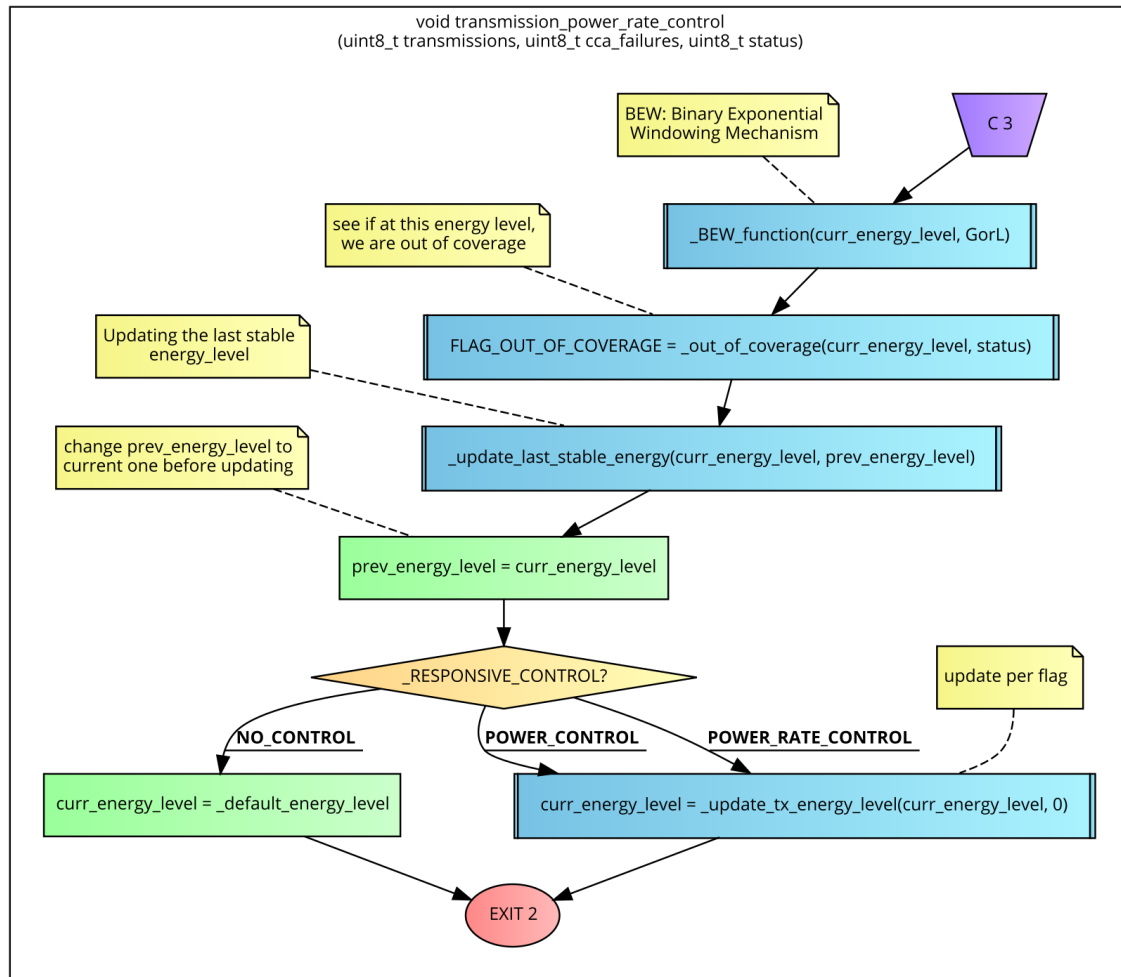 void transmission_power_rate_control
(uint8_t transmissions, uint8_t cca_failures, uint8_t status)
BEW: Binary Exponential
Windowing Mechanism
C 3
see if at this energy level,
we are out of coverage
_BEW_function(curr_energy_level, GorL)
Updating the last stable
energy_level
FLAG_OUT_OF_COVERAGE = _out_of_coverage(curr_energy_level, status)
change prev_energy_level to
current one before updating
_update_last_stable_energy(curr_energy_level, prev_energy_level)
prev_energy_level = curr_energy_level
_RESPONSIVE_CONTROL?
update per flag
NO_CONTROL
POWER_CONTROL
POWER_RATE_CONTROL
curr_energy_level = _default_energy_level
curr_energy_level = _update_tx_energy_level(curr_energy_level, 0)
EXIT 2